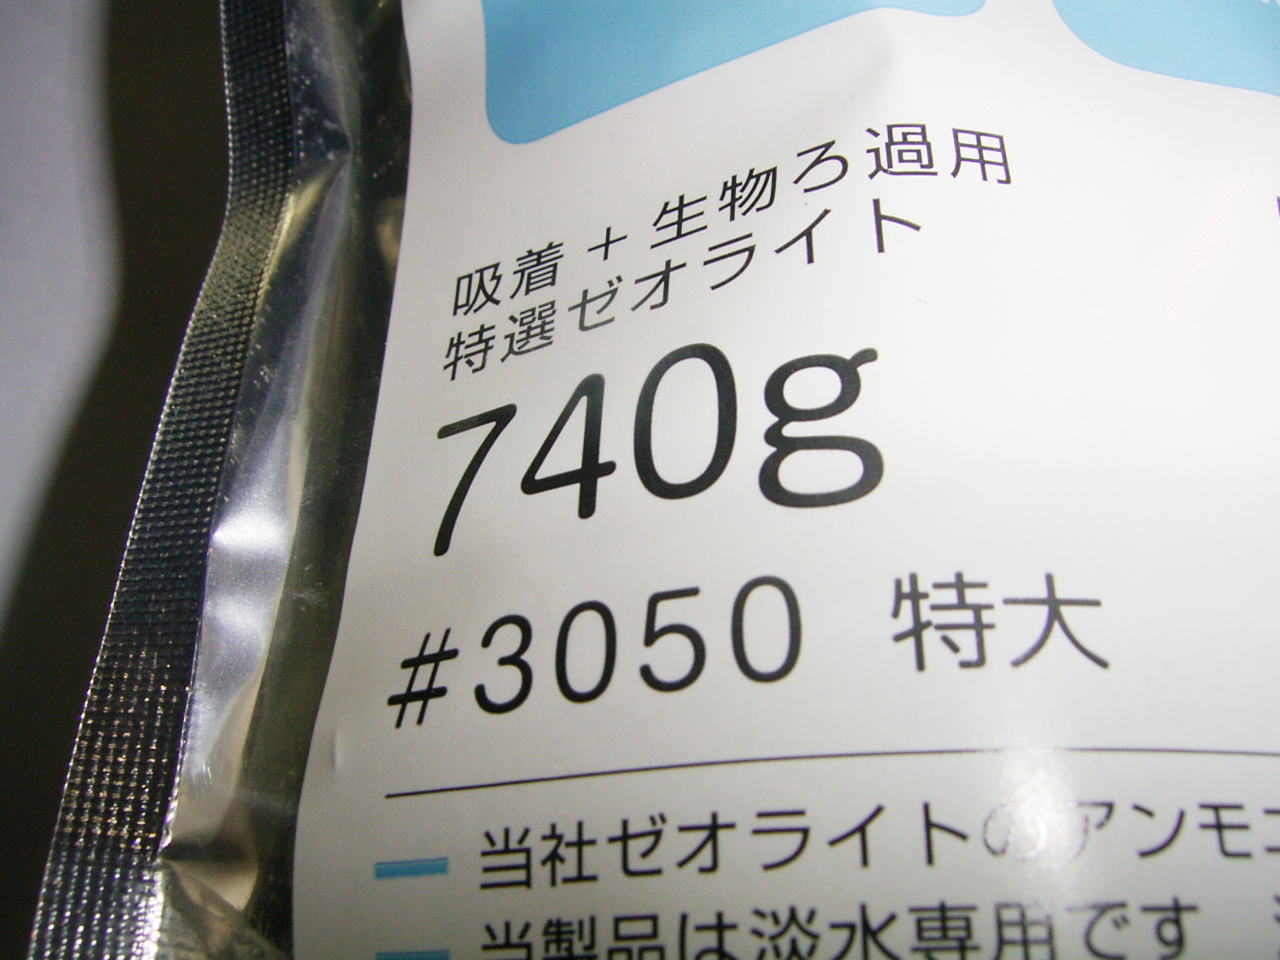 吸着＋生物ろ過用
特選ゼオライト
740g
#3050 特大
当社ゼオライトのアンモニ
当製品は淡水専用です